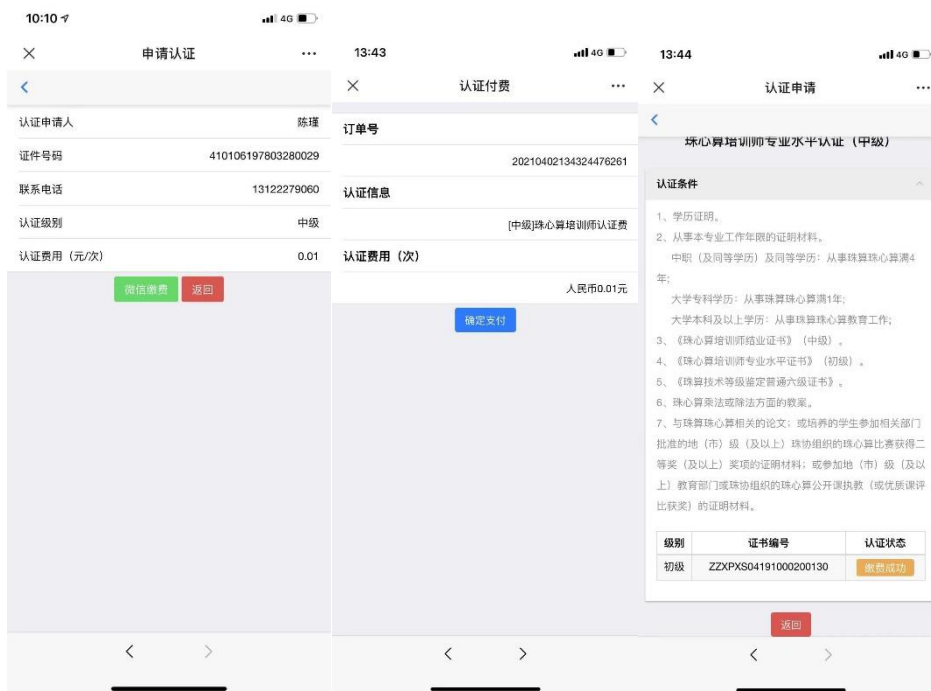 10:10
4G
申请认证
认证申请人
陈瑾
证件号码
410106197803280029
联系电话
13122279060
认证级别
中级
认证费用（元/次）
0.01
微信缴费
返回
13:43
4G
认证付费
订单号
20210402134324476261
认证信息
[中级]珠心算培训师认证费
认证费用（次）
人民币0.01元
确定支付
13:44
4G
认证申请
珠心算培训师专业水平认证（中级）
认证条件
1、学历证明。
2、从事本专业工作年限的证明材料。
中职（及同等学历）及同等学历：从事珠算珠心算满4
年;
大学专科学历：从事珠算珠心算满1年;
大学本科及以上学历：从事珠算珠心算教育工作;
3、《珠心算培训师结业证书》（中级）。
4、《珠心算培训师专业水平证书》（初级）。
5、《珠算技术等级鉴定普通六级证书》。
6、珠心算乘法或除法方面的教案。
7、与珠算珠心算相关的论文；或培养的学生参加相关部门
批准的地（市）级（及以上）珠协组织的珠心算比赛获得二
等奖（及以上）奖项的证明材料；或参加地（市）级（及以
上）教育部门或珠协组织的珠心算公开课执教（或优质课评
比获奖）的证明材料。
级别 证书编号 认证状态
初级 ZZXPXS04191000200130 缴费成功
返回